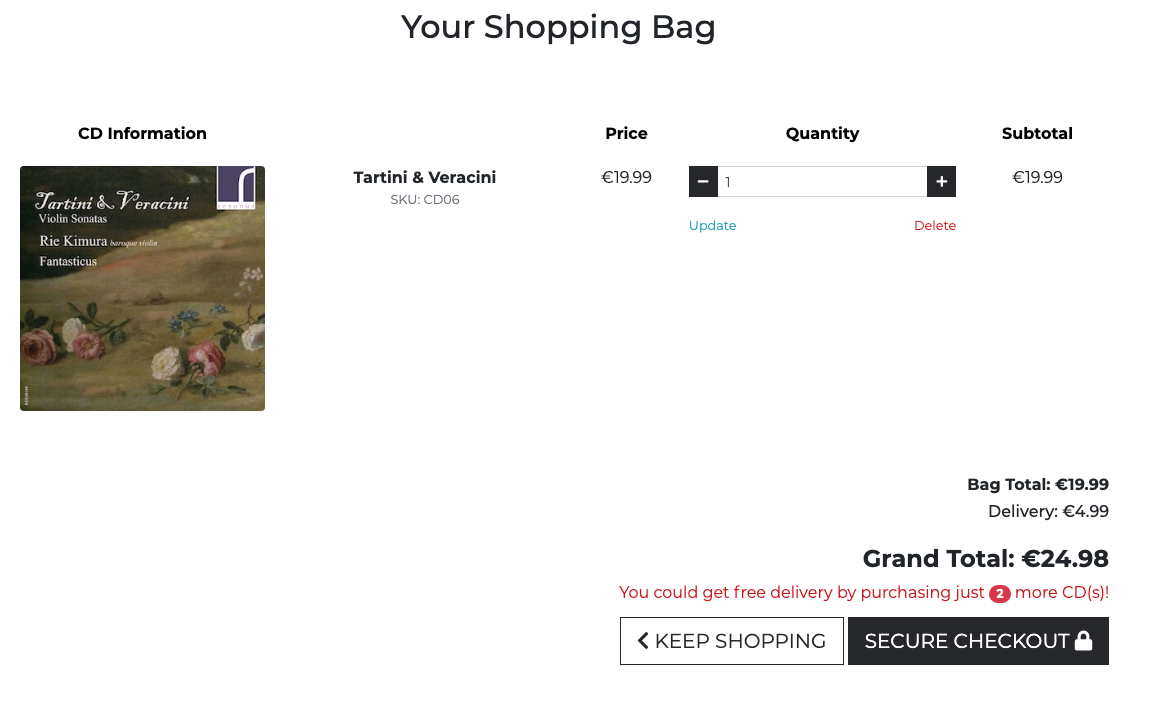 Your Shopping Bag
CD Information Price Quantity Subtotal
Tartini & Veracini
Violin Sonatas
Rie Kimura baroque violin
Fantasticus
resonus
Tartini & Veracini
SKU: CD06
€19.99
1
Update
Delete
€19.99
Bag Total: €19.99
Delivery: €4.99
Grand Total: €24.98
You could get free delivery by purchasing just 2 more CD(s)!
KEEP SHOPPING
SECURE CHECKOUT